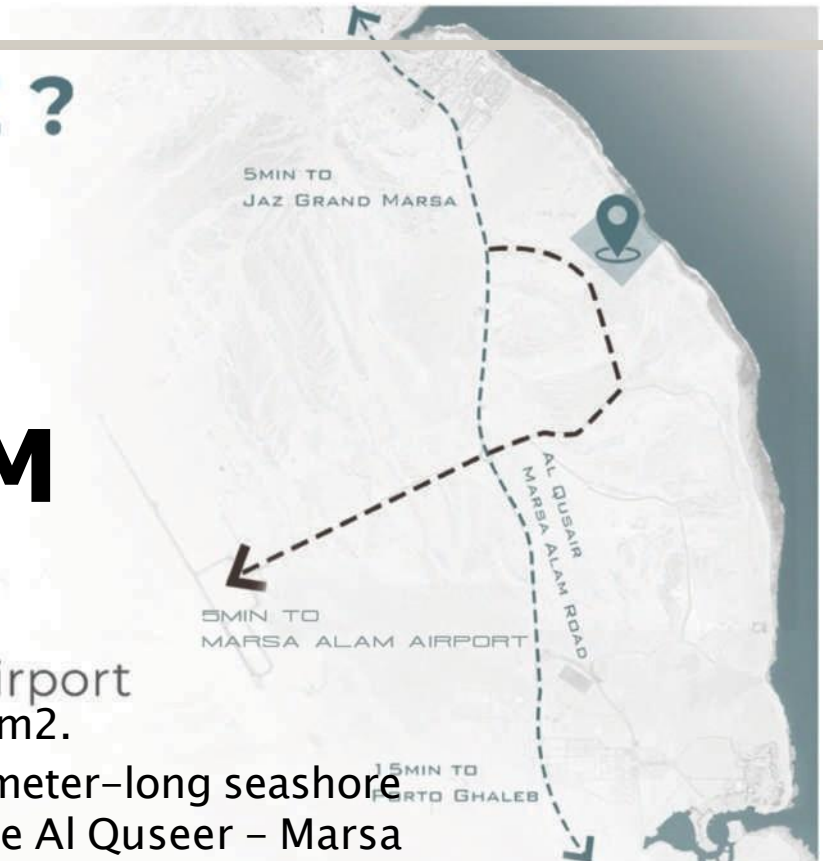 ?
5MIN TO
JAZ GRAND MARSA
M
AL QUSAIR
MARSA ALAM ROAD
5MIN TO
MARSA ALAM AIRPORT
irport
m2.
15MIN TO
meter-long seashore
PORTO GHALEB
e Al Quseer - Marsa